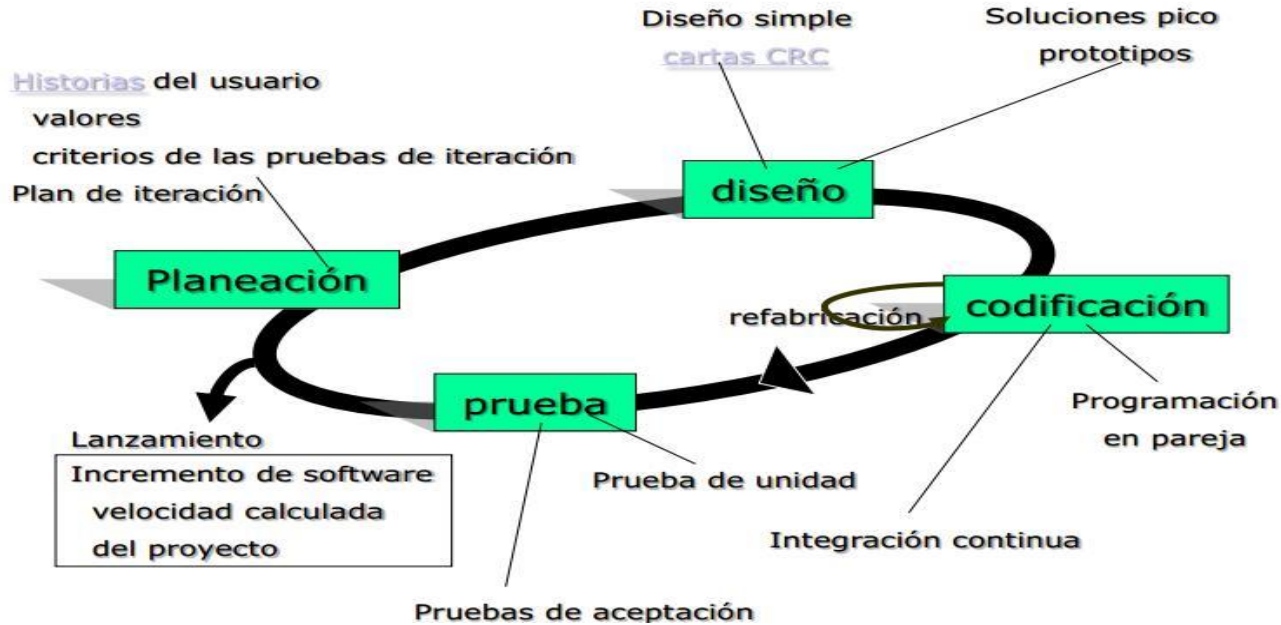 Diseño simple
cartas CRC
Soluciones pico
prototipos
Historias del usuario
valores
criterios de las pruebas de iteración
Plan de iteración
diseño
Planeación
codificación
refabricación
prueba
Programación
en pareja
Lanzamiento
Incremento de software
velocidad calculada
del proyecto
Prueba de unidad
Integración continua
Pruebas de aceptación